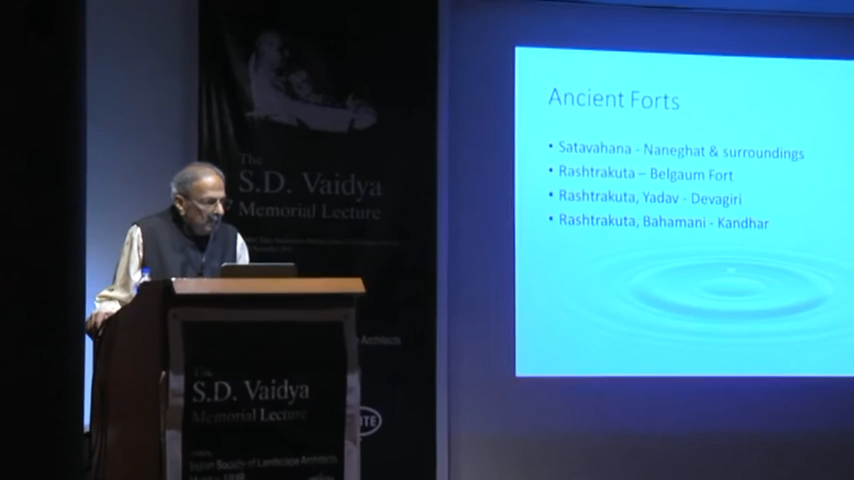 Ancient Forts
• Satavahana - Naneghat & surroundings
• Rashtrakuta – Belgaum Fort
• Rashtrakuta, Yadav - Devagiri
• Rashtrakuta, Bahamani - Kandhar
The
S.D. Vaidya
Memorial Lecture
Architects
The
S.D. Vaidya
Memorial Lecture
Indian Society of Landscape Architects